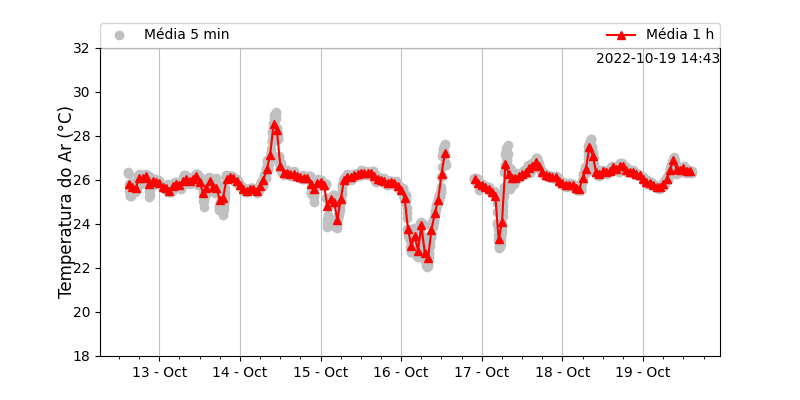 Média 5 min
Média 1 h
2022-10-19 14:43
Temperatura do Ar (°C)
32
30
28
26
24
22
20
18
13 - Oct
14 - Oct
15 - Oct
16 - Oct
17 - Oct
18 - Oct
19 - Oct